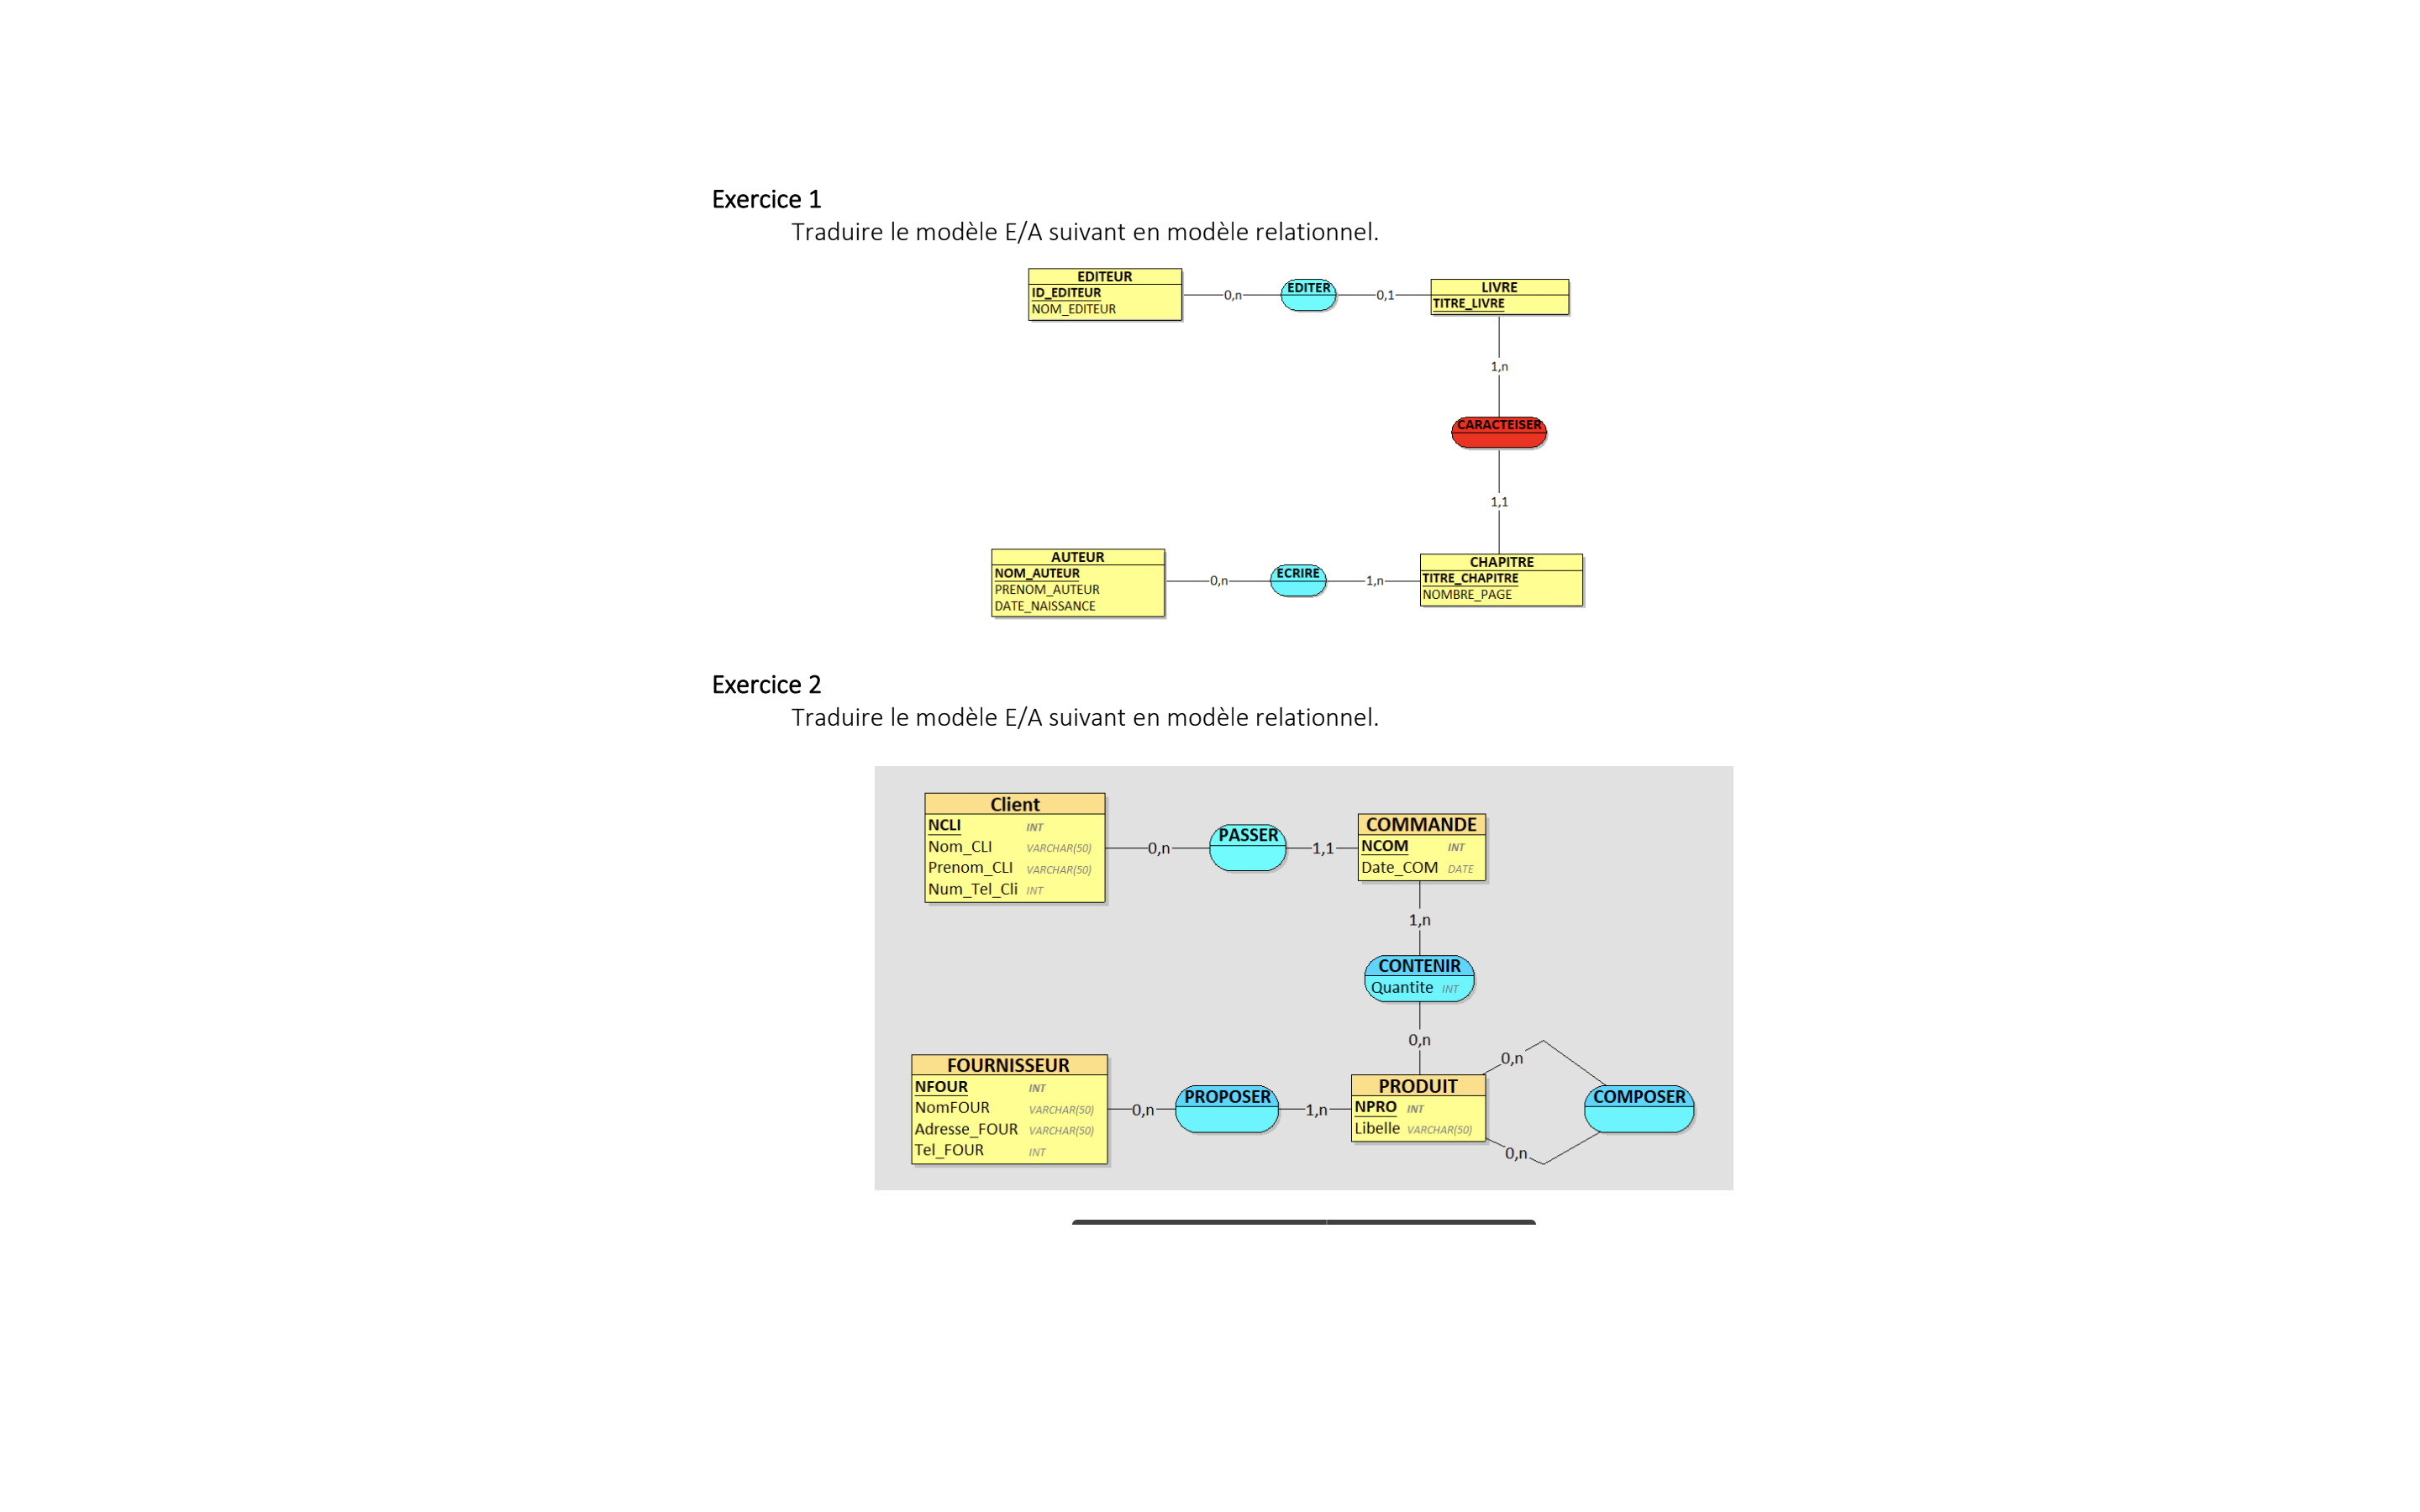 Exercice 1
Traduire le modèle E/A suivant en modèle relationnel.
EDITEUR
ID_EDITEUR
NOM_EDITEUR
0,n
EDITER
0,1
LIVRE
TITRE_LIVRE
1,n
CARACTEISER
1,1
AUTEUR
NOM_AUTEUR
PRENOM_AUTEUR
DATE_NAISSANCE
0,n
ECRIRE
1,n
CHAPITRE
TITRE_CHAPITRE
NOMBRE_PAGE
Exercice 2
Traduire le modèle E/A suivant en modèle relationnel.
Client
NCLI INT
Nom_CLI VARCHAR(50)
Prenom_CLI VARCHAR(50)
Num_Tel_Cli INT
0,n
PASSER
1,1
COMMANDE
NCOM INT
Date_COM DATE
1,n
CONTENIR
Quantite INT
0,n
FOURNISSEUR
NFOUR INT
NomFOUR VARCHAR(50)
Adresse_FOUR VARCHAR(50)
Tel_FOUR INT
0,n
PROPOSER
1,n
PRODUIT
NPRO INT
Libelle VARCHAR(50)
0,n
COMPOSER
0,n